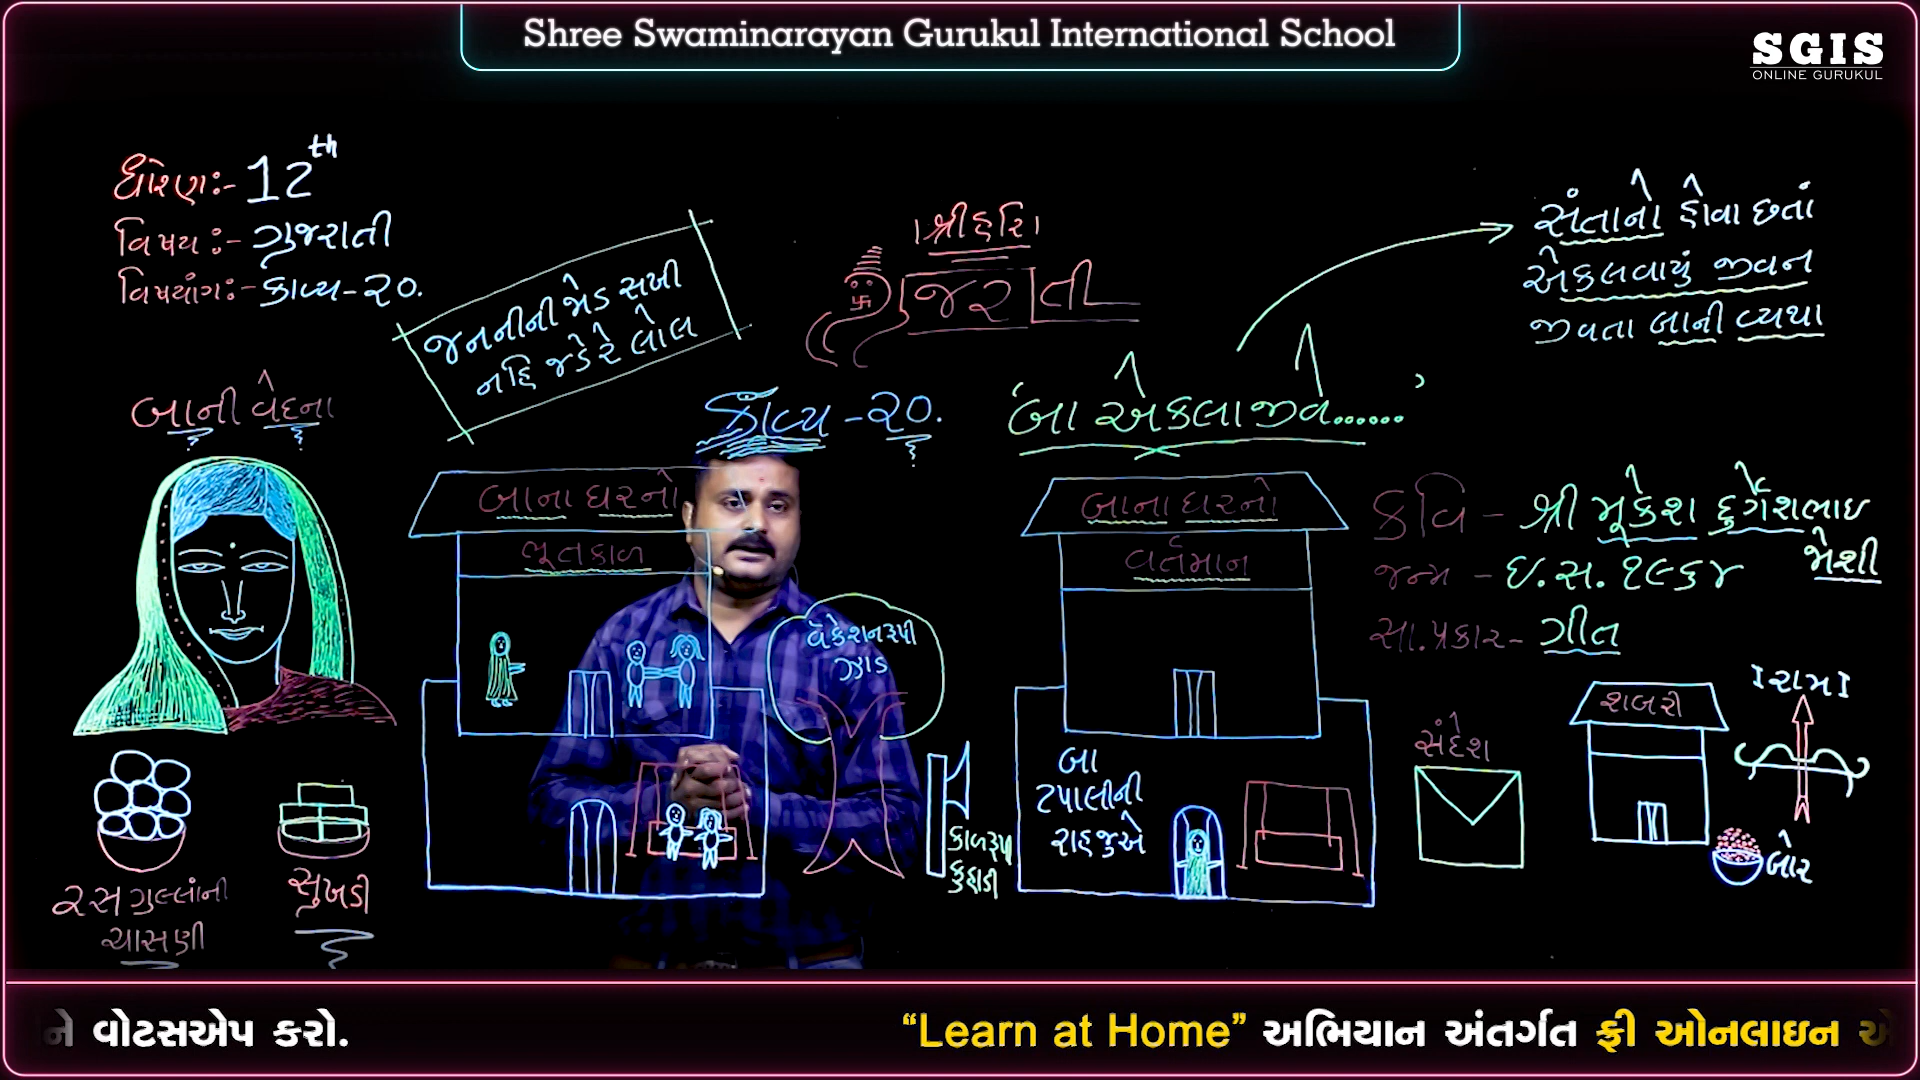 Shree Swaminarayan Gurukul International School
SGIS
ONLINE GURUKUL
ધોરણઃ- 12th
વિષયઃ- ગુજરાતી
વિષયાંગઃ- કાવ્ય-૨૦.
જનનીની જોડ સખી
નહિ જડે રે લોલ
।શ્રીહરિ।
જરાતી
સંતાનો હોવા છતાં
એકલવાયું જીવન
જીવતા બાની વ્યથા
બાની વેદના
કાવ્ય-૨૦.
'બા એકલા જીવે......'
બાના ઘરનો
ભૂતકાળ
બાના ઘરનો
વર્તમાન
કવિ - શ્રી મૂકેશ દુર્ગેશભાઇ
જોશી
જન્મ - ઇ.સ. ૧૯૬૪
સા.પ્રકાર- ગીત
વૅકેશનરૂપી
ઝાડ
કાળરૂપી
કુહાડી
બા
ટપાલીની
રાહ જુએ
સંદેશ
શબરી
।રામ।
બોર
રસગુલ્લાંની
ચાસણી
સુખડી
ને વોટસએપ કરો.
“Learn at Home” અભિયાન અંતર્ગત ફ્રી ઓનલાઇન